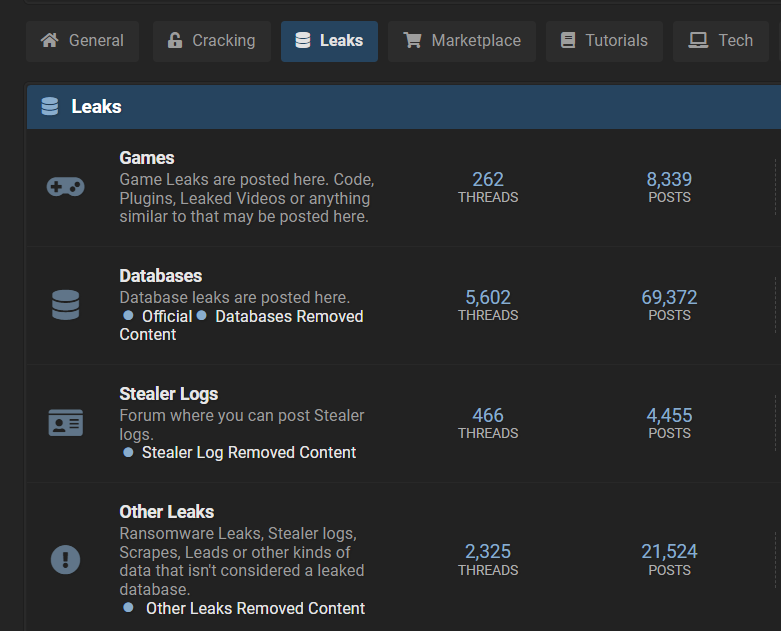 General Cracking Leaks Marketplace Tutorials Tech
Leaks
Games
Game Leaks are posted here. Code,
Plugins, Leaked Videos or anything
similar to that may be posted here.
262
THREADS
8,339
POSTS
Databases
Database leaks are posted here.
Official Databases Removed
Content
5,602
THREADS
69,372
POSTS
Stealer Logs
Forum where you can post Stealer
logs.
Stealer Log Removed Content
466
THREADS
4,455
POSTS
Other Leaks
Ransomware Leaks, Stealer logs,
Scrapes, Leads or other kinds of
data that isn't considered a leaked
database.
Other Leaks Removed Content
2,325
THREADS
21,524
POSTS